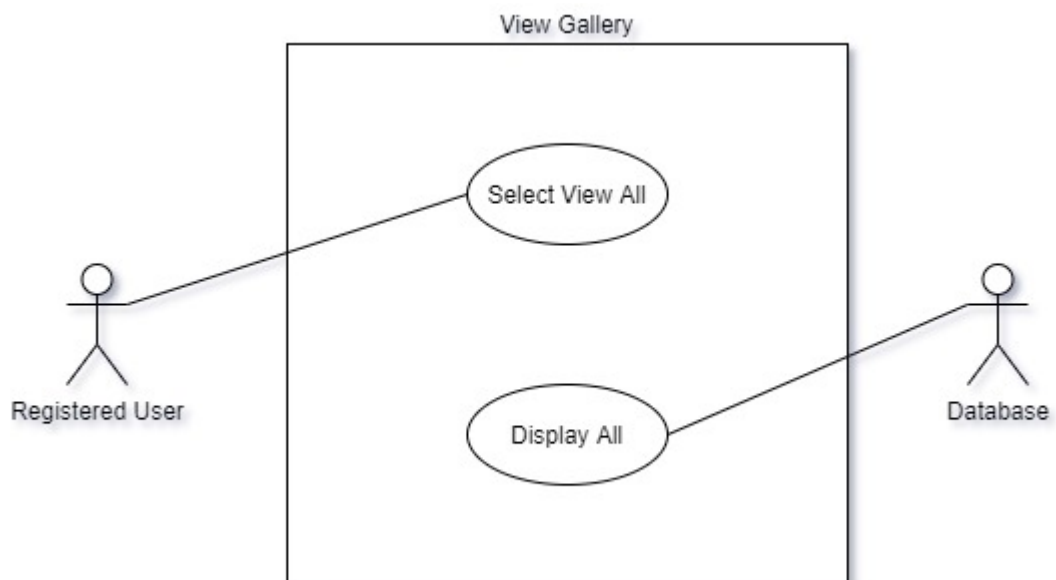 View Gallery
Select View All
Registered User
Database
Display All